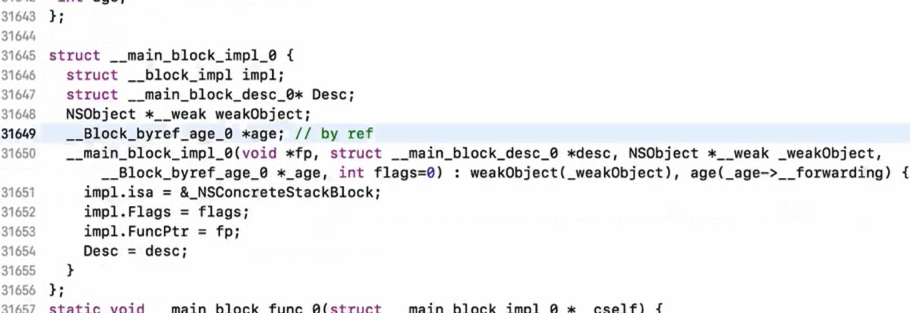 31643 };
31644
31645 struct __main_block_impl_0 {
31646 struct __block_impl impl;
31647 struct __main_block_desc_0* Desc;
31648 NSObject *__weak weakObject;
31649 __Block_byref_age_0 *age; // by ref
31650 __main_block_impl_0(void *fp, struct __main_block_desc_0 *desc, NSObject *__weak _weakObject,
__Block_byref_age_0 *_age, int flags=0) : weakObject(_weakObject), age(_age->__forwarding) {
31651 impl.isa = &_NSConcreteStackBlock;
31652 impl.Flags = flags;
31653 impl.FuncPtr = fp;
31654 Desc = desc;
31655 }
31656 };
31657 static void __main_block_func_0(struct __main_block_impl_0 *__cself) {